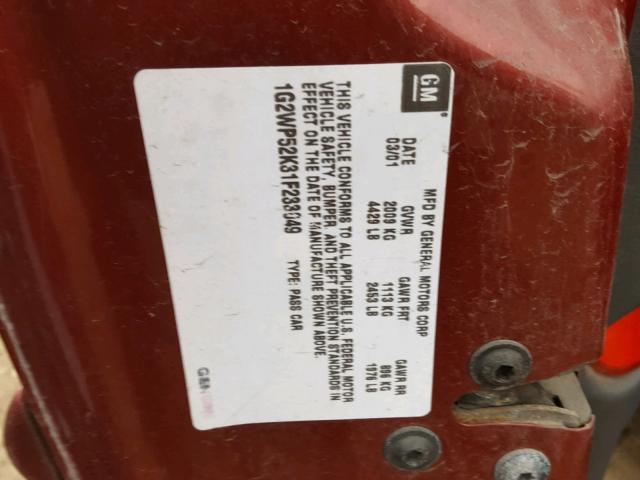 GM
MFD BY GENERAL MOTORS CORP
DATE GVWR GAWR FRT GAWR RR
03/01 2009 KG 1113 KG 896 KG
4429 LB 2453 LB 1976 LB
THIS VEHICLE CONFORMS TO ALL APPLICABLE U.S. FEDERAL MOTOR
VEHICLE SAFETY, BUMPER, AND THEFT PREVENTION STANDARDS IN
EFFECT ON THE DATE OF MANUFACTURE SHOWN ABOVE.
1G2WP52K31F233049 TYPE: PASS CAR